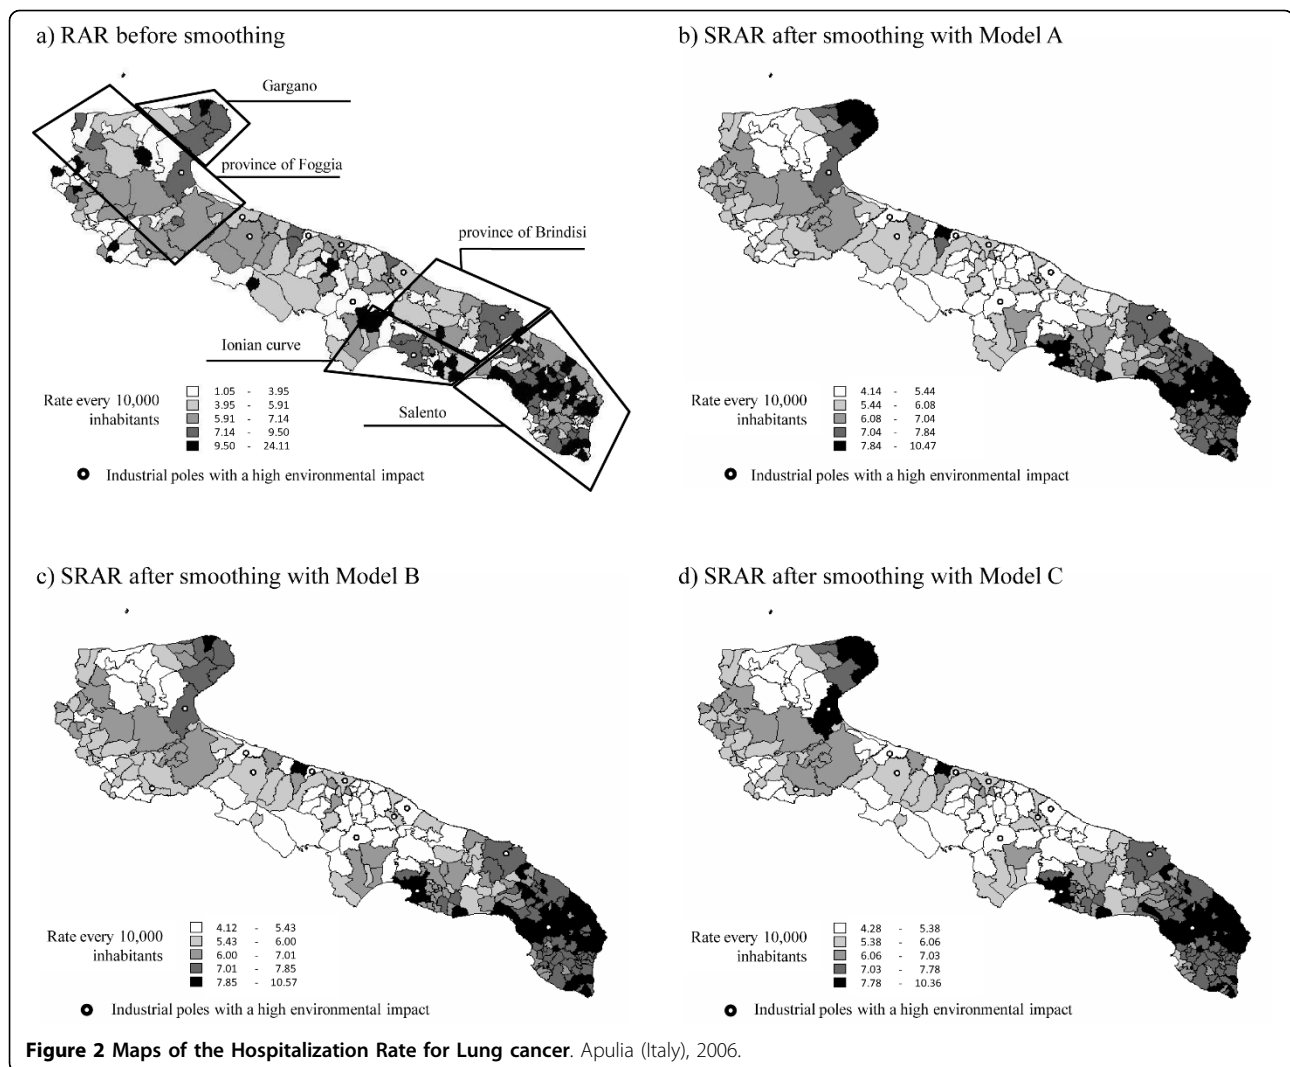 a) RAR before smoothing
Gargano
province of Foggia
province of Brindisi
Ionian curve
Salento
Rate every 10,000
inhabitants
1.05 - 3.95
3.95 - 5.91
5.91 - 7.14
7.14 - 9.50
9.50 - 24.11
Industrial poles with a high environmental impact
b) SRAR after smoothing with Model A
Rate every 10,000
inhabitants
4.14 - 5.44
5.44 - 6.08
6.08 - 7.04
7.04 - 7.84
7.84 - 10.47
Industrial poles with a high environmental impact
c) SRAR after smoothing with Model B
Rate every 10,000
inhabitants
4.12 - 5.43
5.43 - 6.00
6.00 - 7.01
7.01 - 7.85
7.85 - 10.57
Industrial poles with a high environmental impact
d) SRAR after smoothing with Model C
Rate every 10,000
inhabitants
4.28 - 5.38
5.38 - 6.06
6.06 - 7.03
7.03 - 7.78
7.78 - 10.36
Industrial poles with a high environmental impact
Figure 2 Maps of the Hospitalization Rate for Lung cancer. Apulia (Italy), 2006.